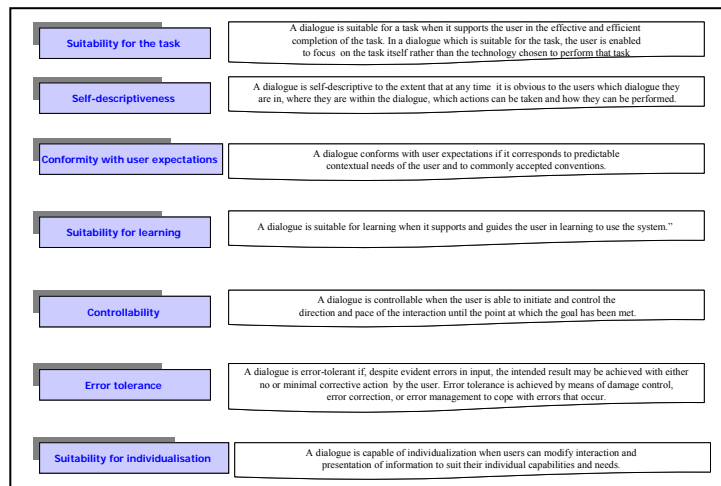 Suitability for the task
A dialogue is suitable for a task when it supports the user in the effective and efficient
completion of the task. In a dialogue which is suitable for the task, the user is enabled
to focus on the task itself rather than the technology chosen to perform that task
Self-descriptiveness
A dialogue is self-descriptive to the extent that at any time it is obvious to the users which dialogue they
are in, where they are within the dialogue, which actions can be taken and how they can be performed.
Conformity with user expectations
A dialogue conforms with user expectations if it corresponds to predictable
contextual needs of the user and to commonly accepted conventions.
Suitability for learning
A dialogue is suitable for learning when it supports and guides the user in learning to use the system.”
Controllability
A dialogue is controllable when the user is able to initiate and control the
direction and pace of the interaction until the point at which the goal has been met.
Error tolerance
A dialogue is error-tolerant if, despite evident errors in input, the intended result may be achieved with either
no or minimal corrective action by the user. Error tolerance is achieved by means of damage control,
error correction, or error management to cope with errors that occur.
Suitability for individualisation
A dialogue is capable of individualization when users can modify interaction and
presentation of information to suit their individual capabilities and needs.